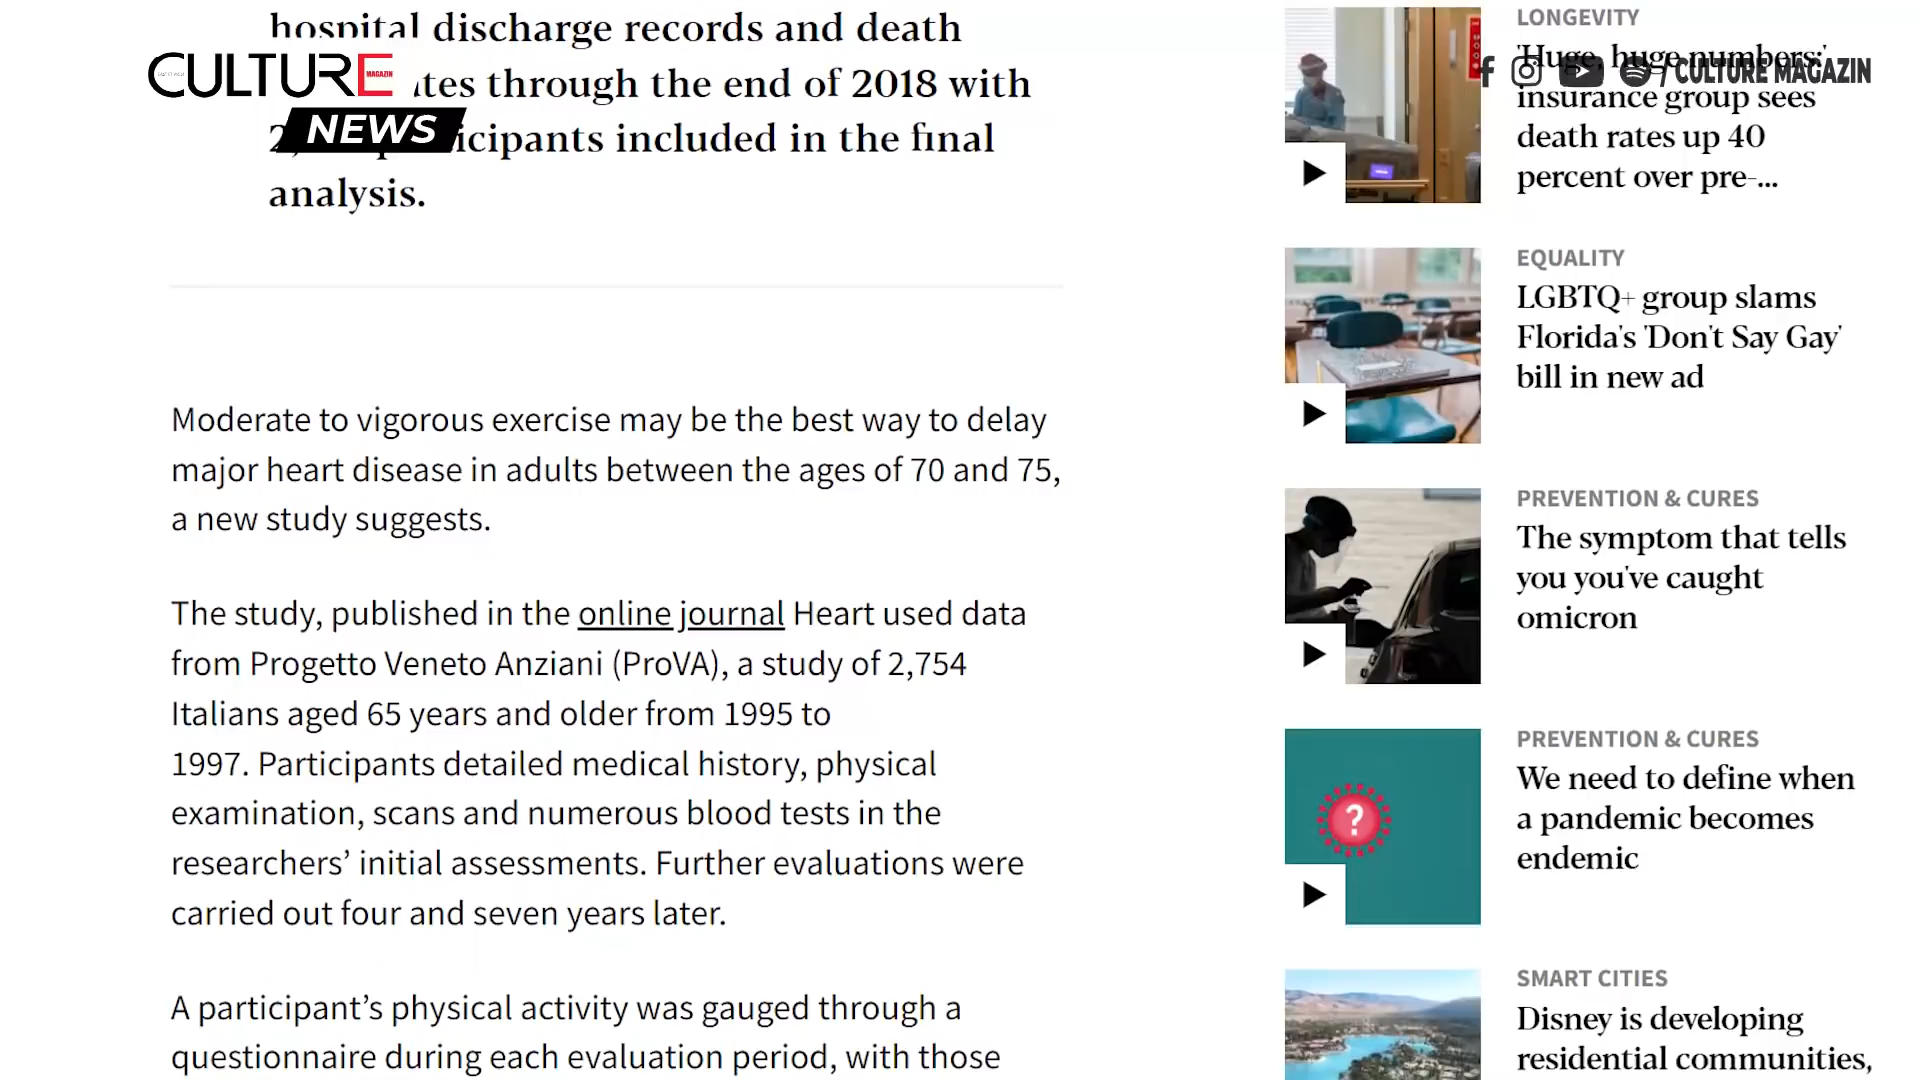 hospital discharge records and death
through the end of 2018 with
participants included in the final
analysis.
CULTURE
MAGAZIN
NEWS
Moderate to vigorous exercise may be the best way to delay
major heart disease in adults between the ages of 70 and 75,
a new study suggests.
The study, published in the online journal Heart used data
from Progetto Veneto Anziani (ProVA), a study of 2,754
Italians aged 65 years and older from 1995 to
1997. Participants detailed medical history, physical
examination, scans and numerous blood tests in the
researchers’ initial assessments. Further evaluations were
carried out four and seven years later.
A participant’s physical activity was gauged through a
questionnaire during each evaluation period, with those
LONGEVITY
'Huge, huge numbers:'
insurance group sees
death rates up 40
percent over pre-...
/ CULTURE MAGAZIN
EQUALITY
LGBTQ+ group slams
Florida's 'Don't Say Gay'
bill in new ad
PREVENTION & CURES
The symptom that tells
you you've caught
omicron
PREVENTION & CURES
We need to define when
a pandemic becomes
endemic
?
SMART CITIES
Disney is developing
residential communities,